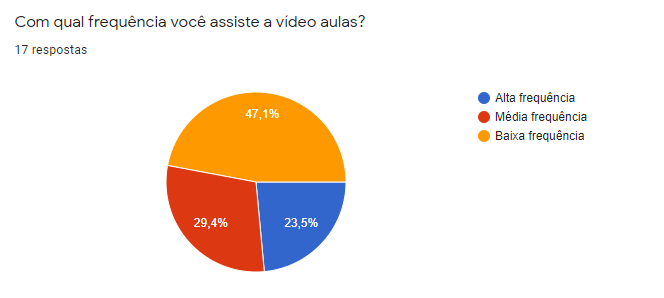 Com qual frequência você assiste a vídeo aulas?
17 respostas
47,1%
29,4%
23,5%
Alta frequência
Média frequência
Baixa frequência